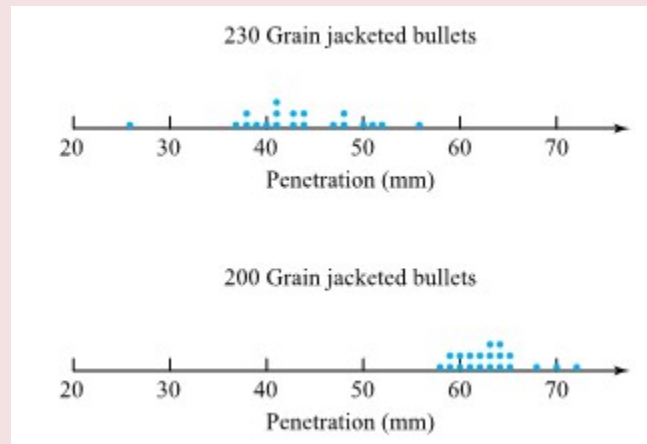 230 Grain jacketed bullets
20 30 40 50 60 70
Penetration (mm)
200 Grain jacketed bullets
20 30 40 50 60 70
Penetration (mm)